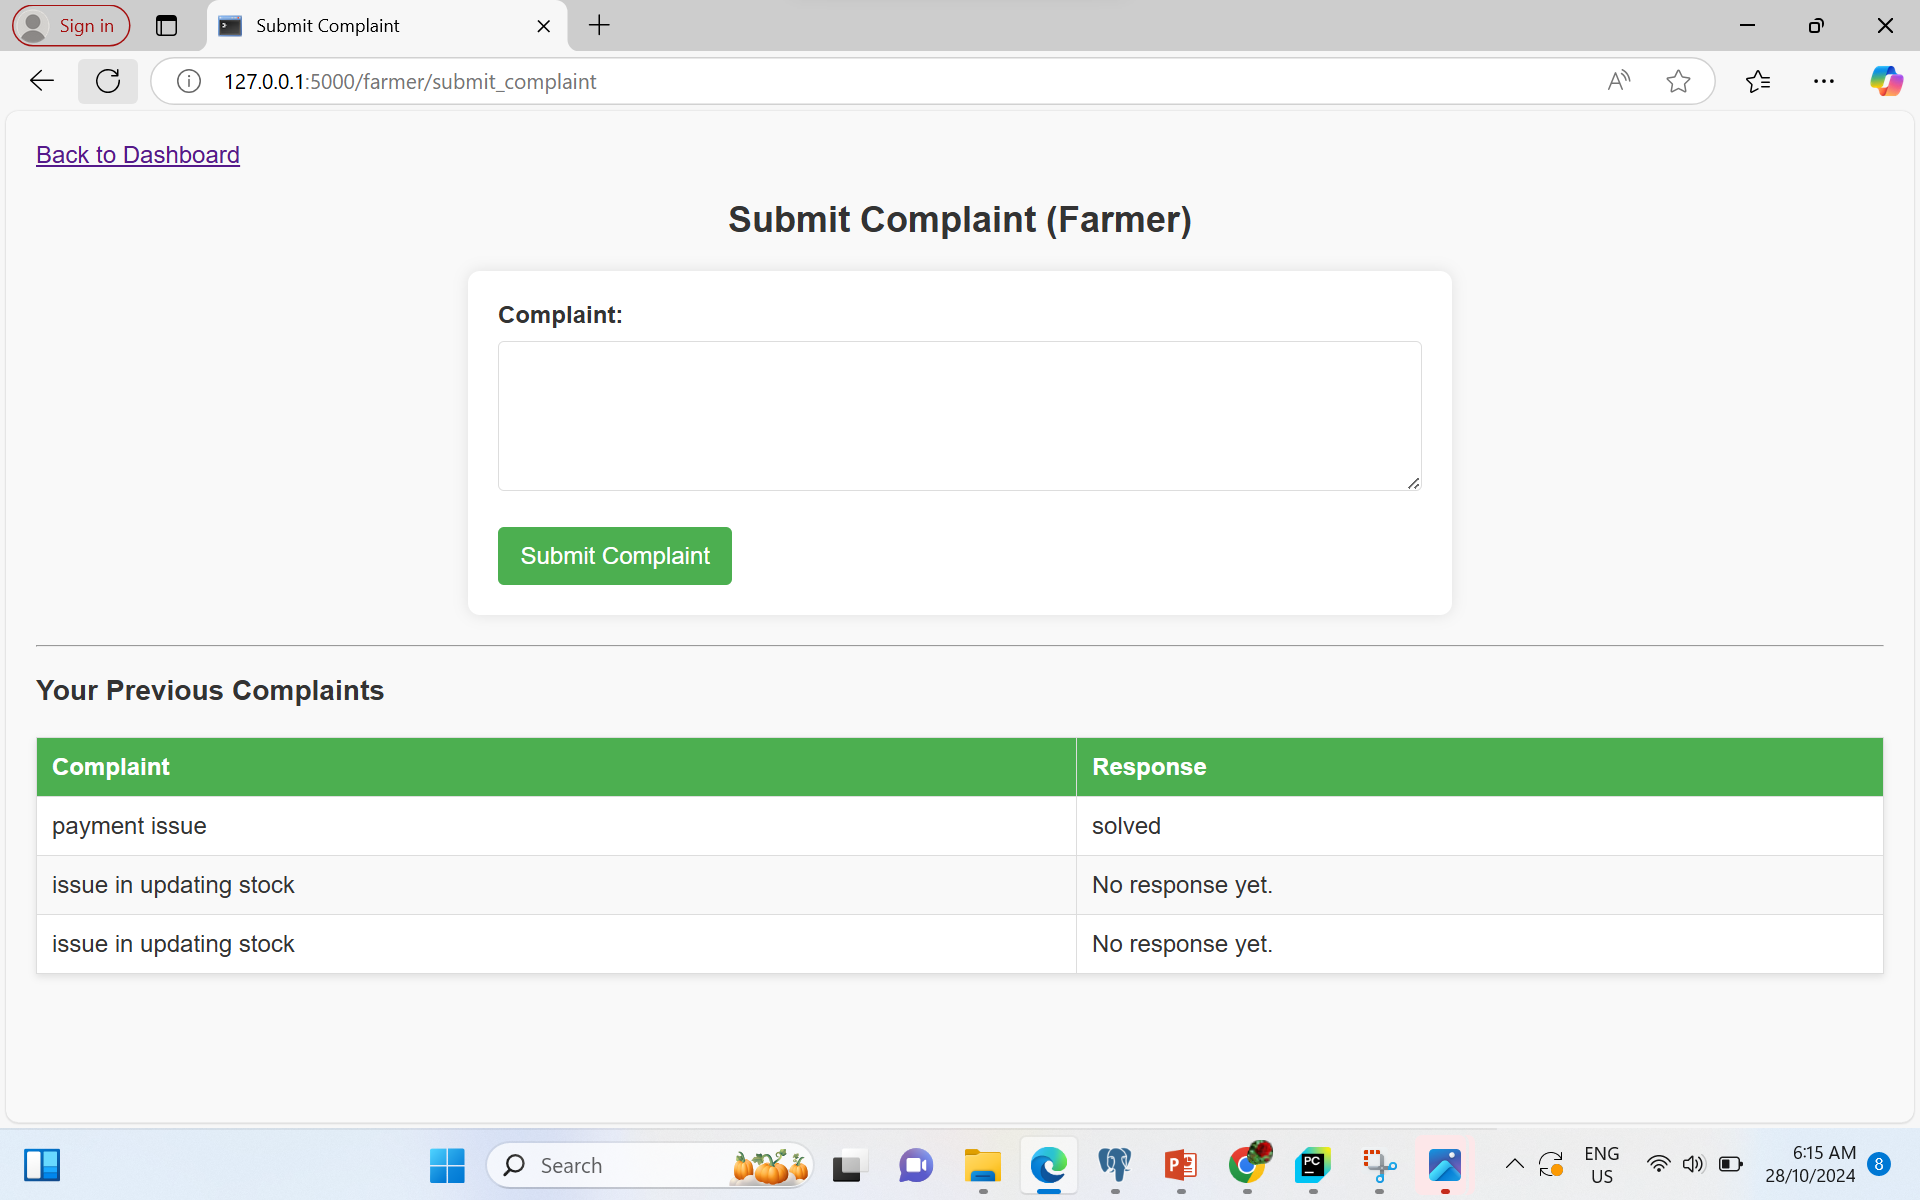 Sign in
Submit Complaint
127.0.0.1:5000/farmer/submit_complaint
Back to Dashboard
Submit Complaint (Farmer)
Complaint:
Submit Complaint
Your Previous Complaints
Complaint Response
payment issue solved
issue in updating stock No response yet.
issue in updating stock No response yet.
Search
PC
ENG
US
6:15 AM
28/10/2024
8